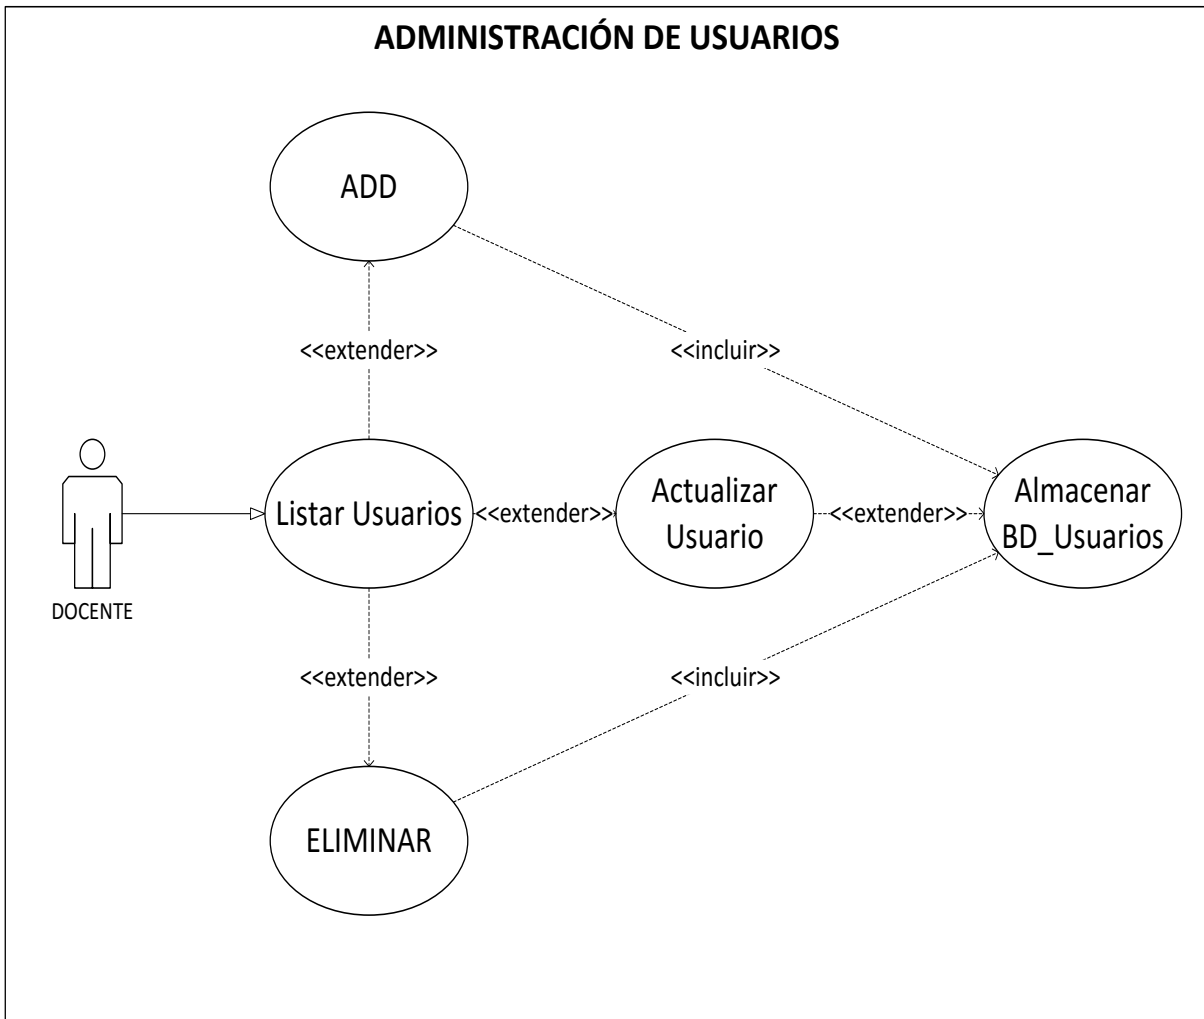 ADMINISTRACIÓN DE USUARIOS
ADD
<<extender>>
<<incluir>>
Listar Usuarios
<<extender>>
Actualizar
Usuario
<<extender>>
Almacenar
BD_Usuarios
DOCENTE
<<extender>>
<<incluir>>
ELIMINAR